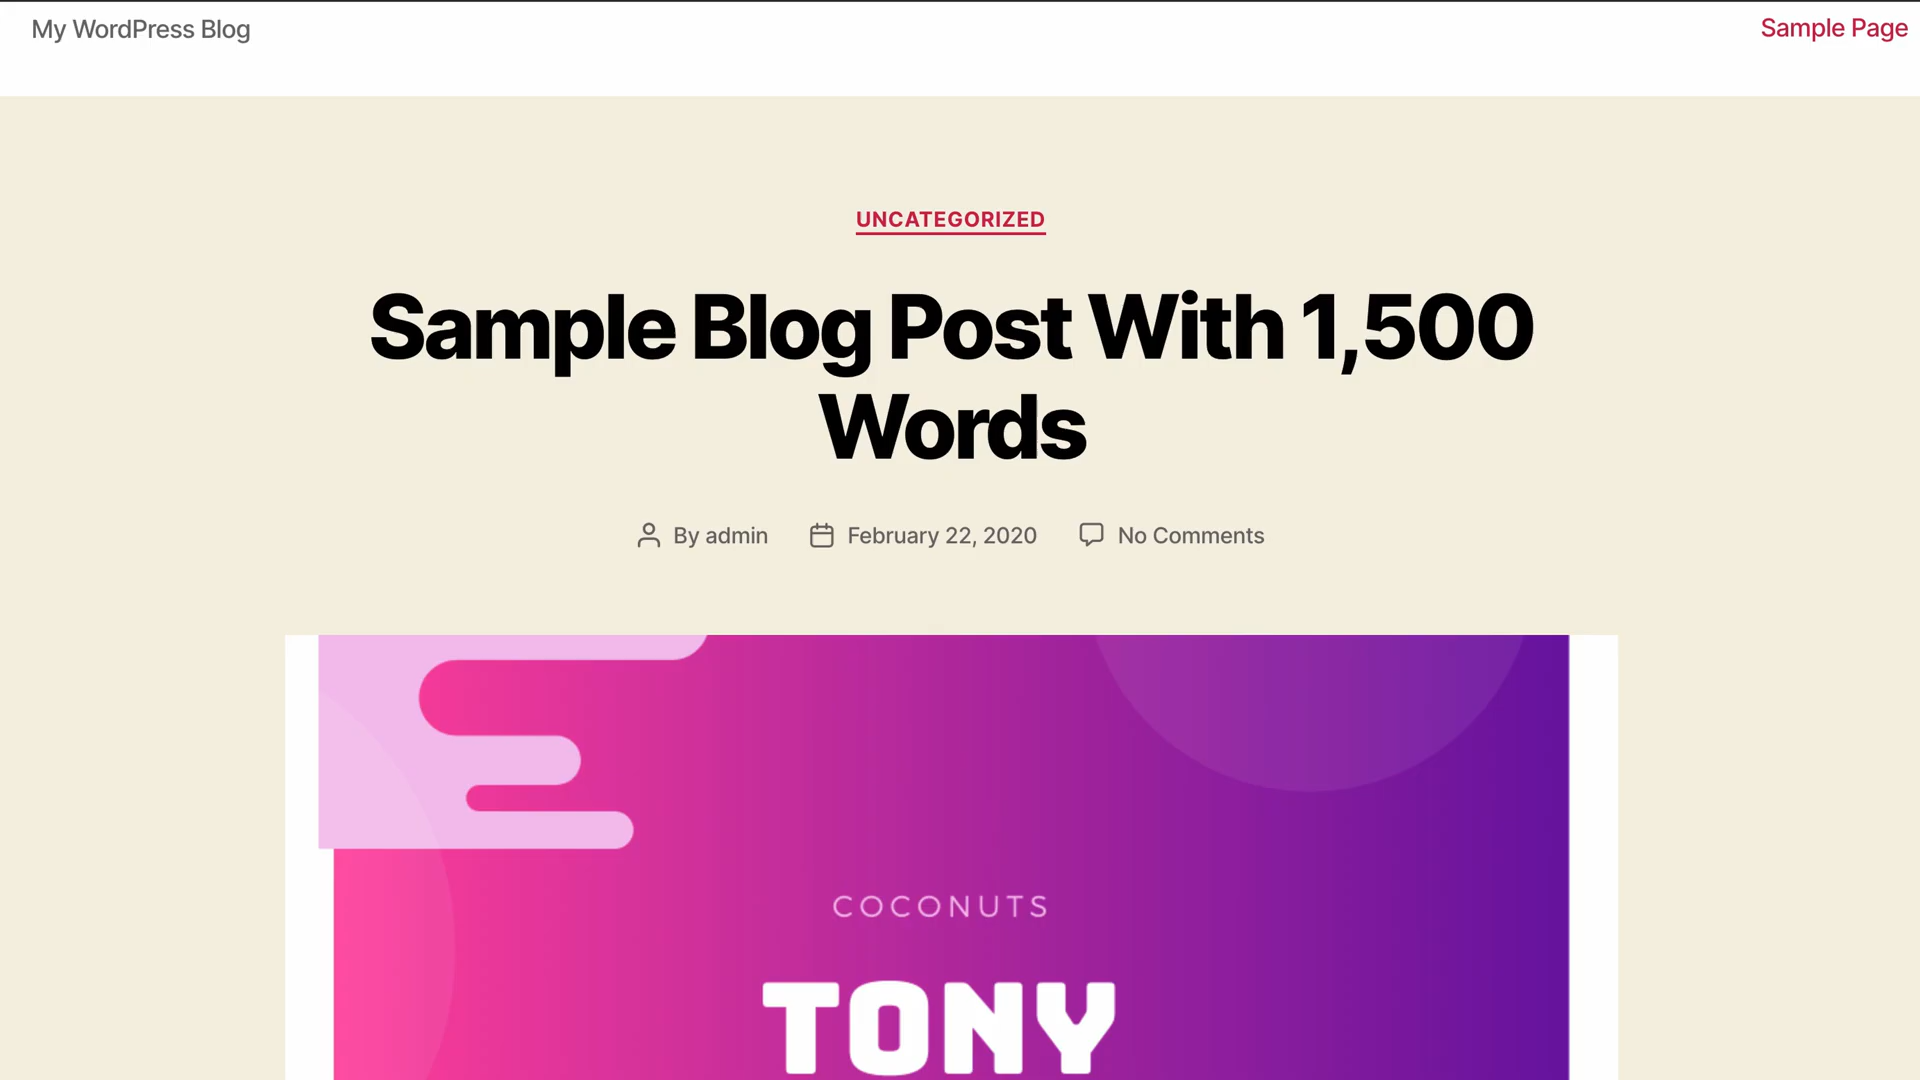 My WordPress Blog
Sample Page
UNCATEGORIZED
Sample Blog Post With 1,500
Words
By admin
February 22, 2020
No Comments
COCONUTS
TONY